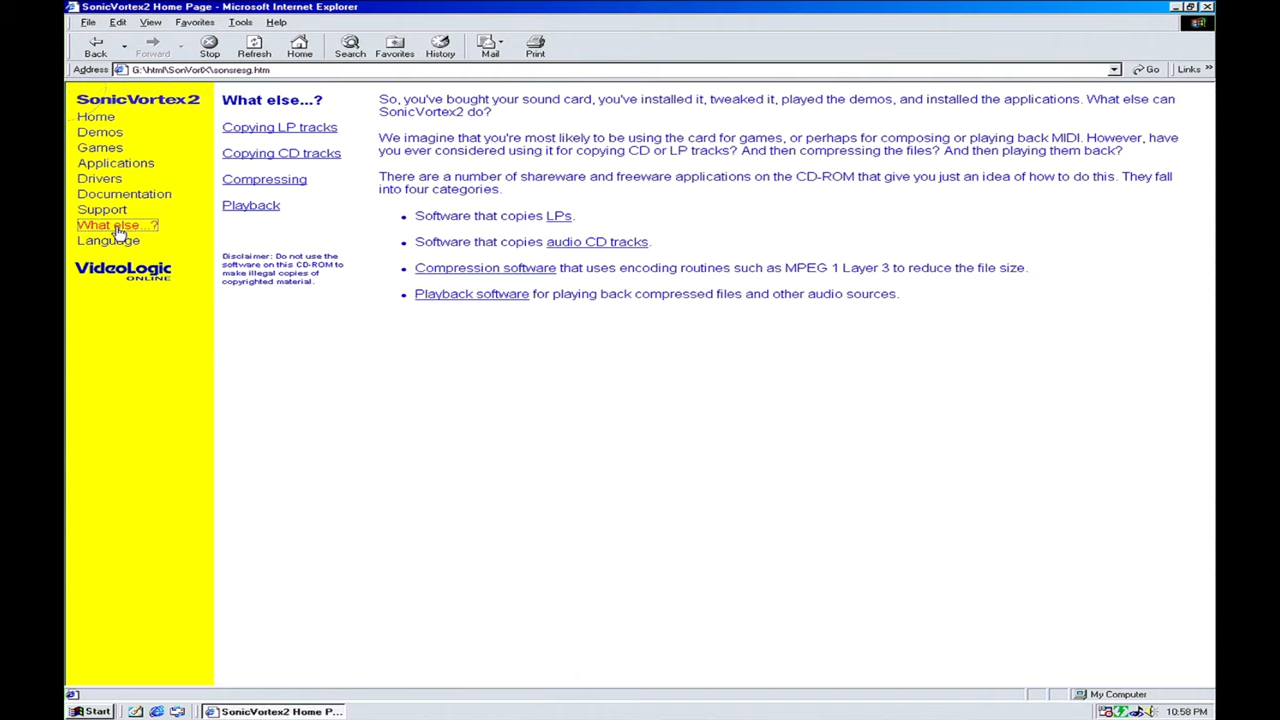 SonicVortex2 Home Page - Microsoft Internet Explorer
File Edit View Favorites Tools Help
Back Forward Stop Refresh Home Search Favorites History Mail Print
Address G:\html\SonVortX\sonsresg.htm Go Links »
SonicVortex2
Home
Demos
Games
Applications
Drivers
Documentation
Support
What else...?
Language
VideoLogic
ONLINE
What else...?
Copying LP tracks
Copying CD tracks
Compressing
Playback
Disclaimer: Do not use the
software on this CD-ROM to
make illegal copies of
copyrighted material.
So, you've bought your sound card, you've installed it, tweaked it, played the demos, and installed the applications. What else can
SonicVortex2 do?
We imagine that you're most likely to be using the card for games, or perhaps for composing or playing back MIDI. However, have
you ever considered using it for copying CD or LP tracks? And then compressing the files? And then playing them back?
There are a number of shareware and freeware applications on the CD-ROM that give you just an idea of how to do this. They fall
into four categories.
• Software that copies LPs.
• Software that copies audio CD tracks.
• Compression software that uses encoding routines such as MPEG 1 Layer 3 to reduce the file size.
• Playback software for playing back compressed files and other audio sources.
My Computer
Start SonicVortex2 Home P... 10:58 PM